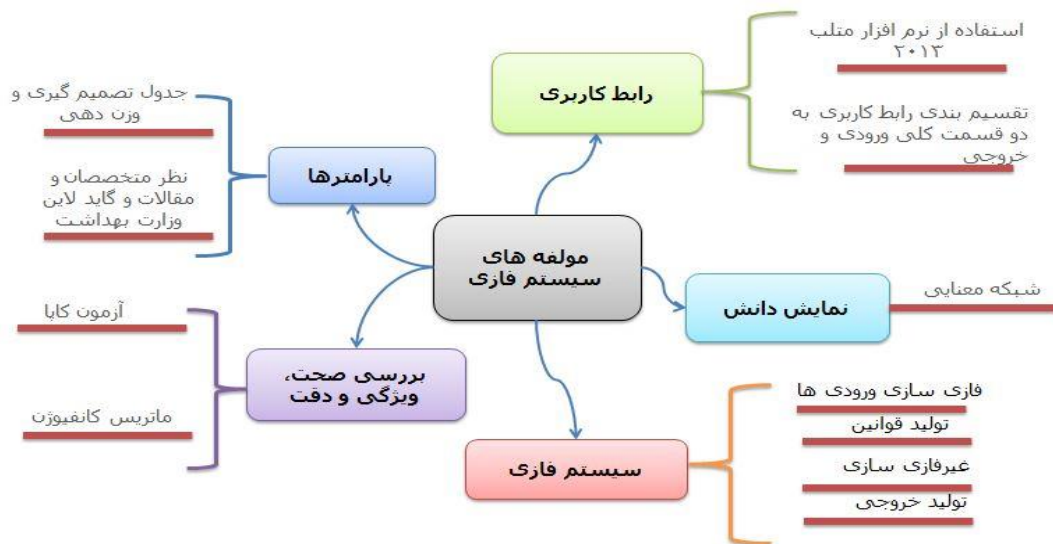 استفاده از نرم افزار متلب
۲۰۱۳
رابط کاربری
تقسیم بندی رابط کاربری به
دو قسمت کلی ورودی و
خروجی
جدول تصمیم گیری و
وزن دهی
پارامترها
نظر متخصصان و
مقالات و گاید لاین
وزارت بهداشت
مولفه های
سیستم فازی
نمایش دانش
شبکه معنایی
آزمون کاپا
بررسی صحت،
ویژگی و دقت
ماتریس کانفیوژن
سیستم فازی
فازی سازی ورودی ها
تولید قوانین
غیرفازی سازی
تولید خروجی